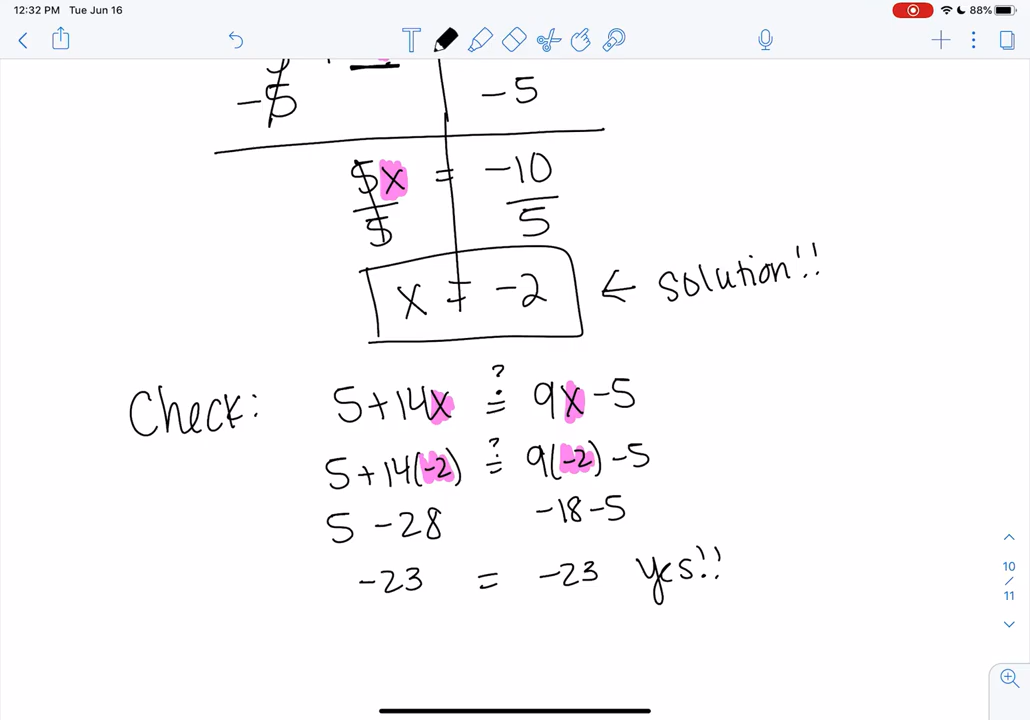 12:32 PM Tue Jun 16 88%
T
-5 -5
5x = -10
5 5
x = -2 ← solution!!
Check: 5+14x ≟ 9x-5
5+14(-2) ≟ 9(-2)-5
5 -28 -18-5
-23 = -23 yes!!
10
/
11